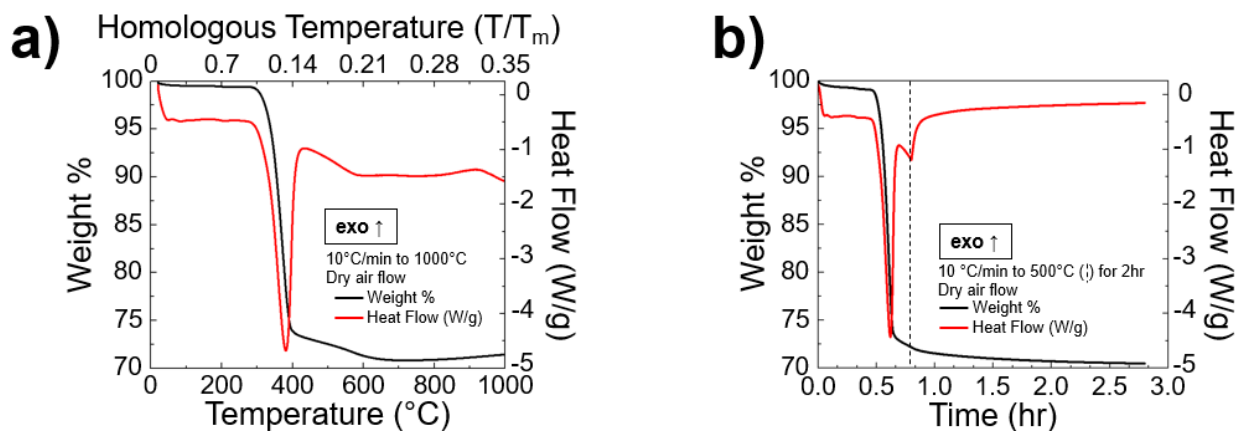 a)
Homologous Temperature (T/Tm)
0 0.7 0.14 0.21 0.28 0.35
100
95
90
85
80
75
70
Weight %
0
-1
-2
-3
-4
-5
Heat Flow (W/g)
exo ↑
10°C/min to 1000°C
Dry air flow
Weight %
Heat Flow (W/g)
0 200 400 600 800 1000
Temperature (°C)
b)
100
95
90
85
80
75
70
Weight %
0
-1
-2
-3
-4
-5
Heat Flow (W/g)
exo ↑
10 °C/min to 500°C (¦) for 2hr
Dry air flow
Weight %
Heat Flow (W/g)
0.0 0.5 1.0 1.5 2.0 2.5 3.0
Time (hr)